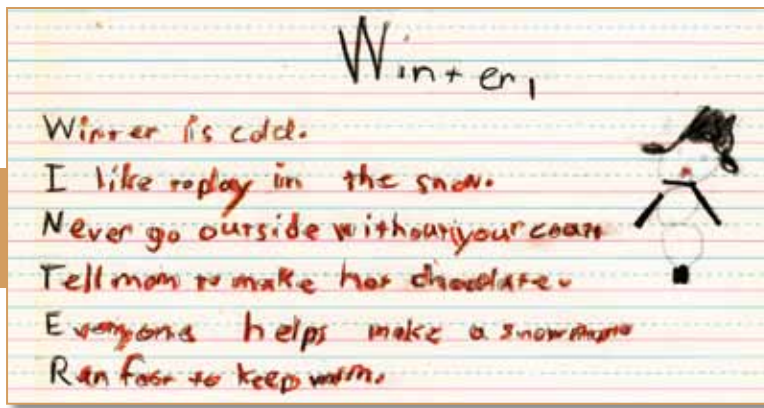 Winter,
Winter is cold.
I like to play in the snow.
Never go outside without your coat
Tell mom to make hot chocolate.
Everyone helps make a snowman
Run fast to keep warm.